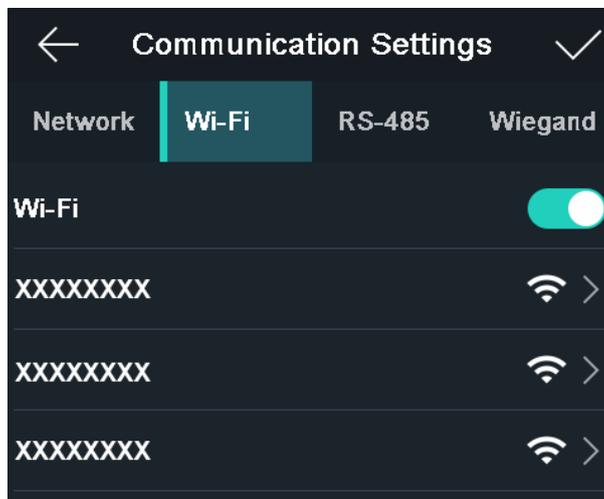 Communication Settings
Network Wi-Fi RS-485 Wiegand
Wi-Fi
XXXXXXXX
XXXXXXXX
XXXXXXXX